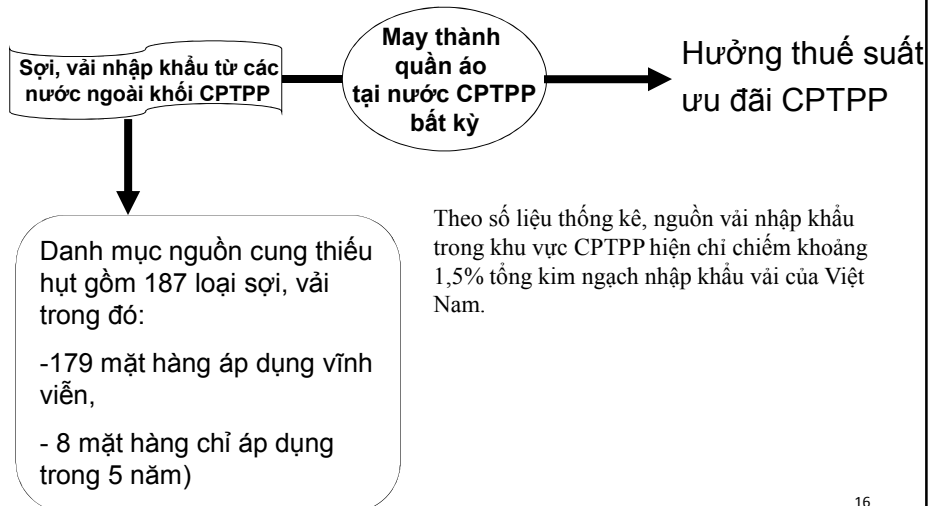 Sợi, vải nhập khẩu từ các
nước ngoài khối CPTPP
May thành
quần áo
tại nước CPTPP
bất kỳ
Hưởng thuế suất
ưu đãi CPTPP
Danh mục nguồn cung thiếu
hụt gồm 187 loại sợi, vải
trong đó:
-179 mặt hàng áp dụng vĩnh
viễn,
- 8 mặt hàng chỉ áp dụng
trong 5 năm)
Theo số liệu thống kê, nguồn vải nhập khẩu
trong khu vực CPTPP hiện chỉ chiếm khoảng
1,5% tổng kim ngạch nhập khẩu vải của Việt
Nam.
16